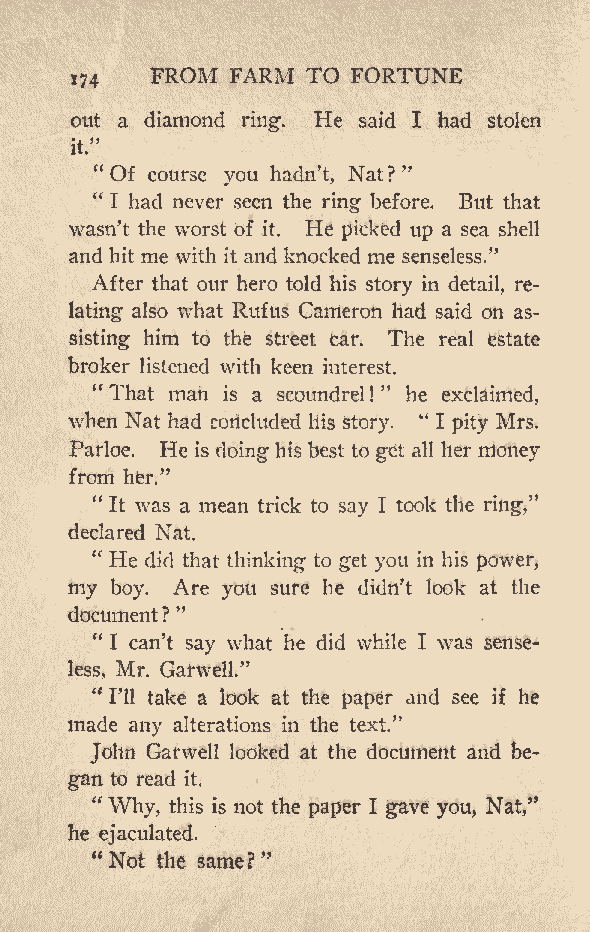 174 FROM FARM TO FORTUNE
out a diamond ring. He said I had stolen
it."
"Of course you hadn't, Nat?"
"I had never seen the ring before. But that
wasn't the worst of it. He picked up a sea shell
and hit me with it and knocked me senseless."
After that our hero told his story in detail, re-
lating also what Rufus Cameron had said on as-
sisting him to the street car. The real estate
broker listened with keen interest.
"That man is a scoundrel!" he exclaimed,
when Nat had concluded his story. "I pity Mrs.
Parloe. He is doing his best to get all her money
from her."
"It was a mean trick to say I took the ring,"
declared Nat.
"He did that thinking to get you in his power,
my boy. Are you sure he didn't look at the
document?"
"I can't say what he did while I was sense-
less, Mr. Garwell."
"I'll take a look at the paper and see if he
made any alterations in the text."
John Garwell looked at the document and be-
gan to read it.
"Why, this is not the paper I gave you, Nat,"
he ejaculated.
"Not the same?"